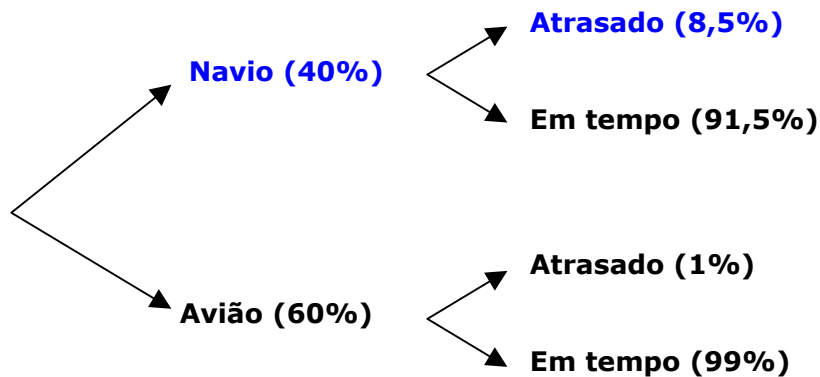 Atrasado (8,5%)
Navio (40%)
Em tempo (91,5%)
Atrasado (1%)
Avião (60%)
Em tempo (99%)